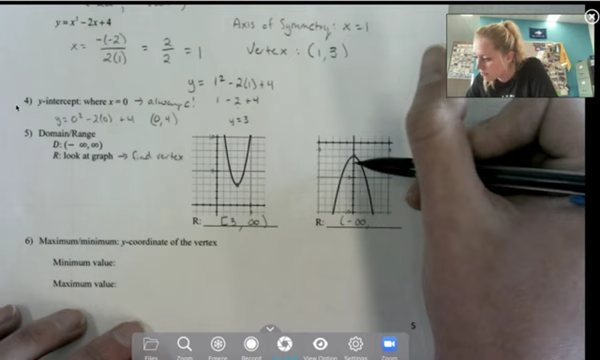 y = x² − 2x + 4
x = −(−2) / 2(1) = 2 / 2 = 1
Axis of Symmetry: x = 1
Vertex: (1, 3)
y = 1² − 2(1) + 4
1 − 2 + 4
y = 3
4) y-intercept: where x = 0 → always c!
y = 0² − 2(0) + 4 (0, 4)
5) Domain/Range
D: (− ∞, ∞)
R: look at graph → find vertex
R: [3, ∞)
R: (−∞,
6) Maximum/minimum: y-coordinate of the vertex
Minimum value:
Maximum value:
5
Files Zoom Freeze Record View Option Settings Zoom